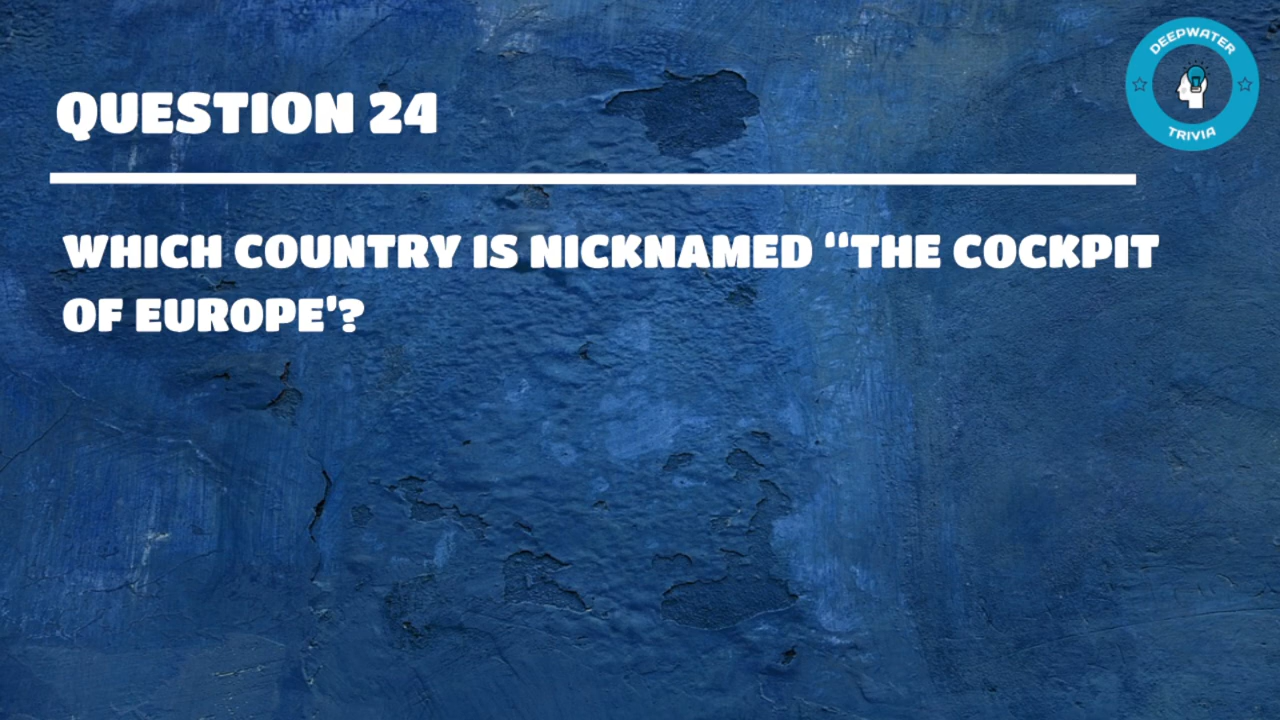 DEEPWATER
TRIVIA
QUESTION 24
WHICH COUNTRY IS NICKNAMED “THE COCKPIT
OF EUROPE'?